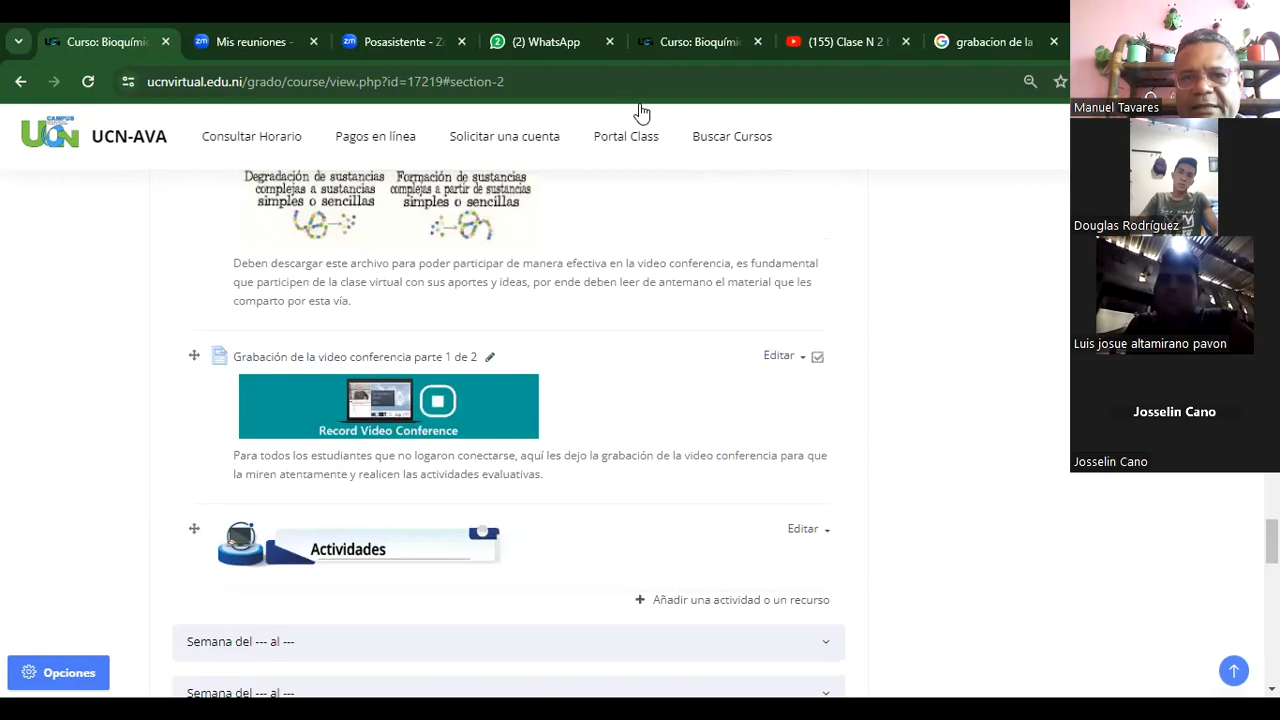 Curso: Bioquími
Mis reuniones -
Posasistente - Ze
(2) WhatsApp
Curso: Bioquími
(155) Clase N 2 b
grabacion de la v
ucnvirtual.edu.ni/grado/course/view.php?id=17219#section-2
CAMPUS
UCN
UCN-AVA
Consultar Horario
Pagos en línea
Solicitar una cuenta
Portal Class
Buscar Cursos
Degradación de sustancias
complejas a sustancias
simples o sencillas
Formación de sustancias
complejas a partir de sustancias
simples o sencillas
Deben descargar este archivo para poder participar de manera efectiva en la video conferencia, es fundamental
que participen de la clase virtual con sus aportes y ideas, por ende deben leer de antemano el material que les
comparto por esta vía.
Grabación de la video conferencia parte 1 de 2
Editar
Record Video Conference
Para todos los estudiantes que no logaron conectarse, aquí les dejo la grabación de la video conferencia para que
la miren atentamente y realicen las actividades evaluativas.
Actividades
Editar
Añadir una actividad o un recurso
Semana del --- al ---
Semana del --- al ---
Opciones
Manuel Tavares
Douglas Rodríguez
Luis josue altamirano pavon
Josselin Cano
Josselin Cano